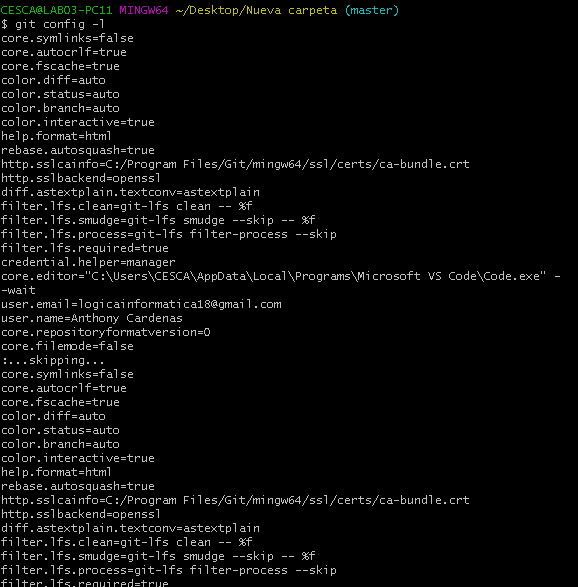 CESCA@LABO3-PC11 MINGW64 ~/Desktop/Nueva carpeta (master)
$ git config -l
core.symlinks=false
core.autocrlf=true
core.fscache=true
color.diff=auto
color.status=auto
color.branch=auto
color.interactive=true
help.format=html
rebase.autosquash=true
http.sslcainfo=C:/Program Files/Git/mingw64/ssl/certs/ca-bundle.crt
http.sslbackend=openssl
diff.astextplain.textconv=astextplain
filter.lfs.clean=git-lfs clean -- %f
filter.lfs.smudge=git-lfs smudge --skip -- %f
filter.lfs.process=git-lfs filter-process --skip
filter.lfs.required=true
credential.helper=manager
core.editor="C:\Users\CESCA\AppData\Local\Programs\Microsoft VS Code\Code.exe" -
-wait
user.email=logicainformatica18@gmail.com
user.name=Anthony Cardenas
core.repositoryformatversion=0
core.filemode=false
:...skipping...
core.symlinks=false
core.autocrlf=true
core.fscache=true
color.diff=auto
color.status=auto
color.branch=auto
color.interactive=true
help.format=html
rebase.autosquash=true
http.sslcainfo=C:/Program Files/Git/mingw64/ssl/certs/ca-bundle.crt
http.sslbackend=openssl
diff.astextplain.textconv=astextplain
filter.lfs.clean=git-lfs clean -- %f
filter.lfs.smudge=git-lfs smudge --skip -- %f
filter.lfs.process=git-lfs filter-process --skip
filter.lfs.required=true